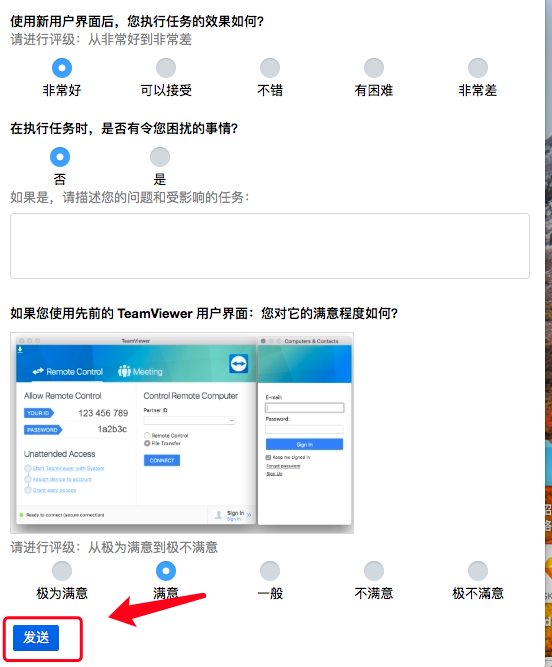 使用新用户界面后，您执行任务的效果如何?
请进行评级：从非常好到非常差
非常好 可以接受 不错 有困难 非常差
在执行任务时，是否有令您困扰的事情?
否 是
如果是，请描述您的问题和受影响的任务：
如果您使用先前的 TeamViewer 用户界面：您对它的满意程度如何?
TeamViewer
Computers & Contacts
Remote Control Meeting
Allow Remote Control
YOUR ID 123 456 789
PASSWORD 1a2b3c
Unattended Access
Start TeamViewer with System
Assign device to account
Grant easy access
Ready to connect (secure connection)
Control Remote Computer
Partner ID
Remote Control
File Transfer
CONNECT
Sign In
Sign In
E-mail:
Password:
Sign In
Keep me signed in
Forgot password
Sign Up
请进行评级：从极为满意到极不满意
极为满意 满意 一般 不满意 极不滿意
发送